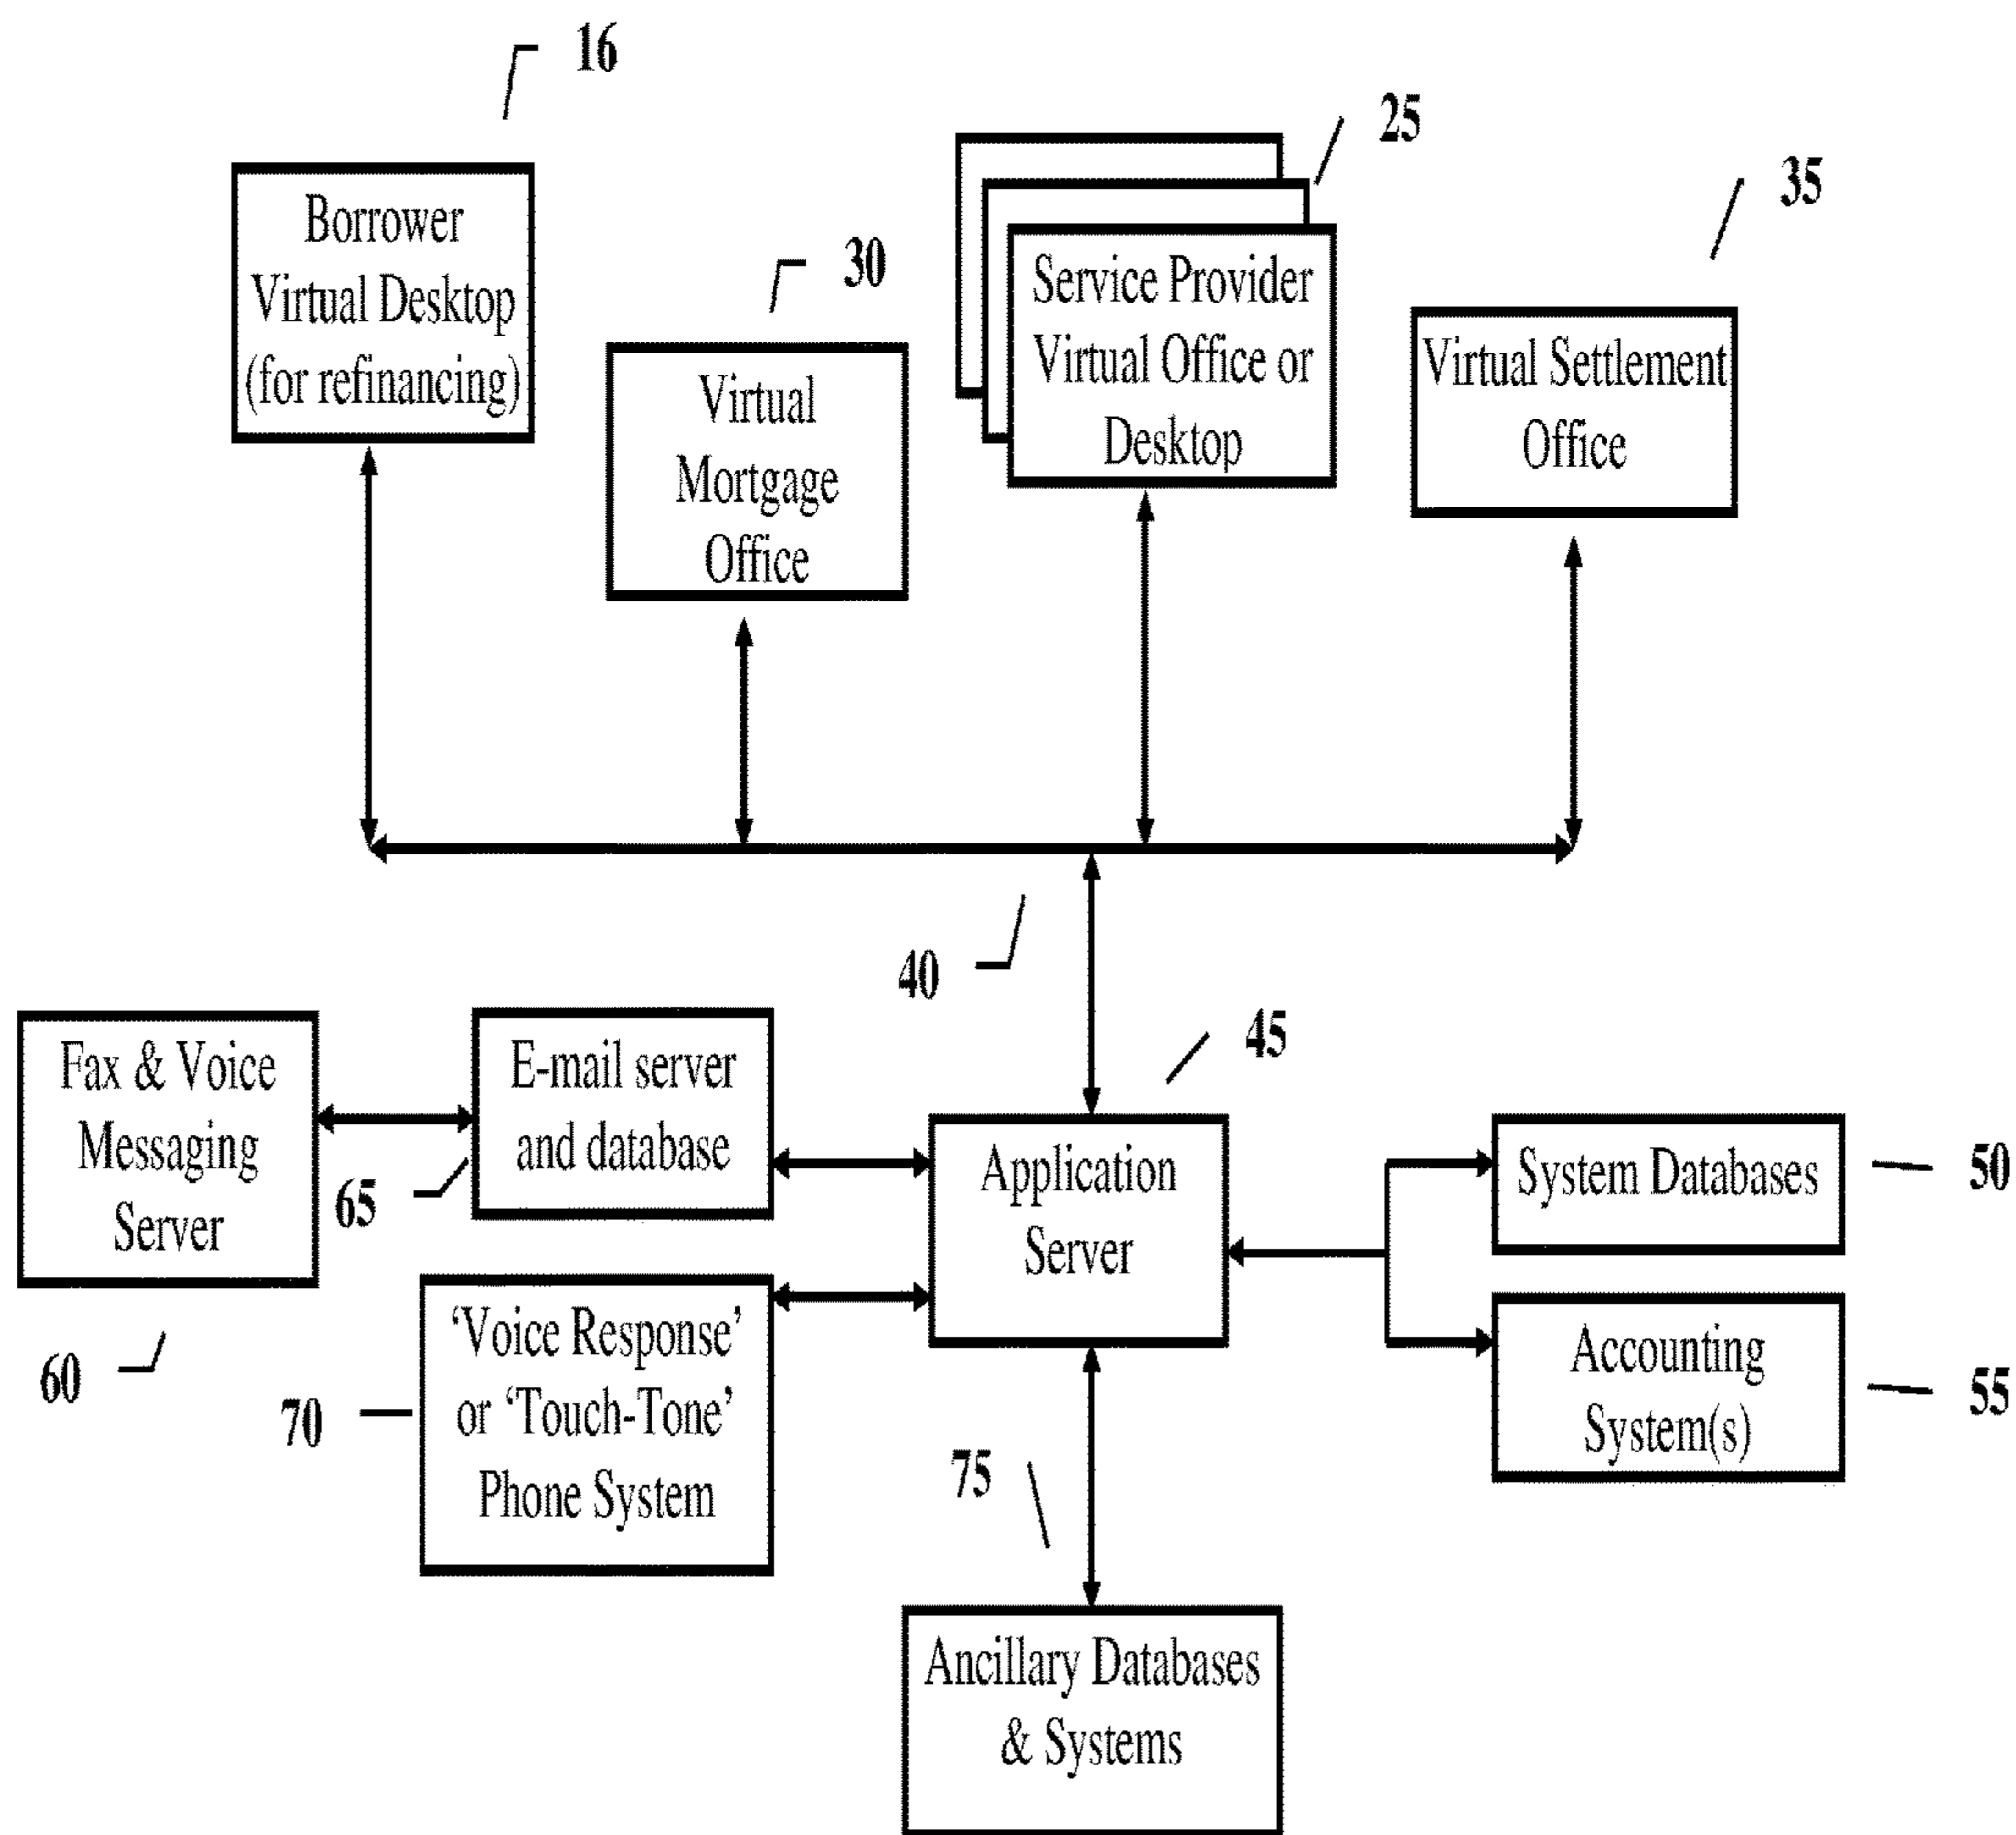 16
Borrower
Virtual Desktop
(for refinancing)
30
Virtual
Mortgage
Office
25
Service Provider
Virtual Office or
Desktop
35
Virtual Settlement
Office
40
45
Fax & Voice
Messaging
Server
60
E-mail server
and database
65
'Voice Response'
or 'Touch-Tone'
Phone System
70
Application
Server
System Databases
50
Accounting
System(s)
55
75
Ancillary Databases
& Systems